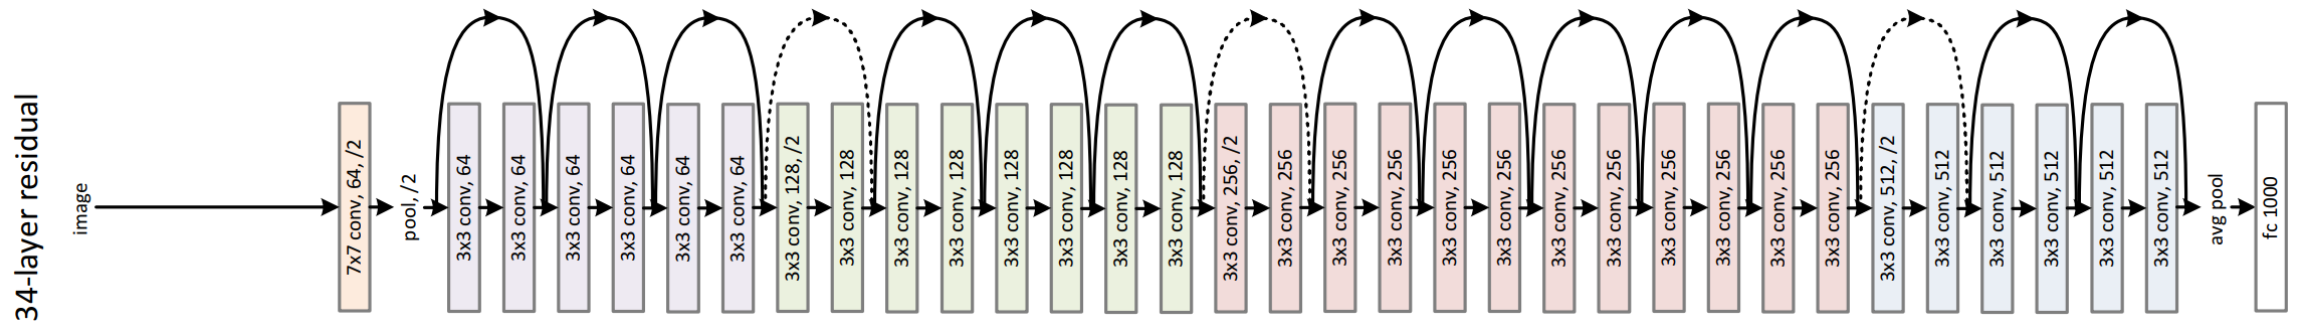 34-layer residual
image
7x7 conv, 64, /2
pool, /2
3x3 conv, 64
3x3 conv, 64
3x3 conv, 64
3x3 conv, 64
3x3 conv, 64
3x3 conv, 64
3x3 conv, 128, /2
3x3 conv, 128
3x3 conv, 128
3x3 conv, 128
3x3 conv, 128
3x3 conv, 128
3x3 conv, 128
3x3 conv, 128
3x3 conv, 256, /2
3x3 conv, 256
3x3 conv, 256
3x3 conv, 256
3x3 conv, 256
3x3 conv, 256
3x3 conv, 256
3x3 conv, 256
3x3 conv, 256
3x3 conv, 256
3x3 conv, 256
3x3 conv, 256
3x3 conv, 512, /2
3x3 conv, 512
3x3 conv, 512
3x3 conv, 512
3x3 conv, 512
3x3 conv, 512
avg pool
fc 1000